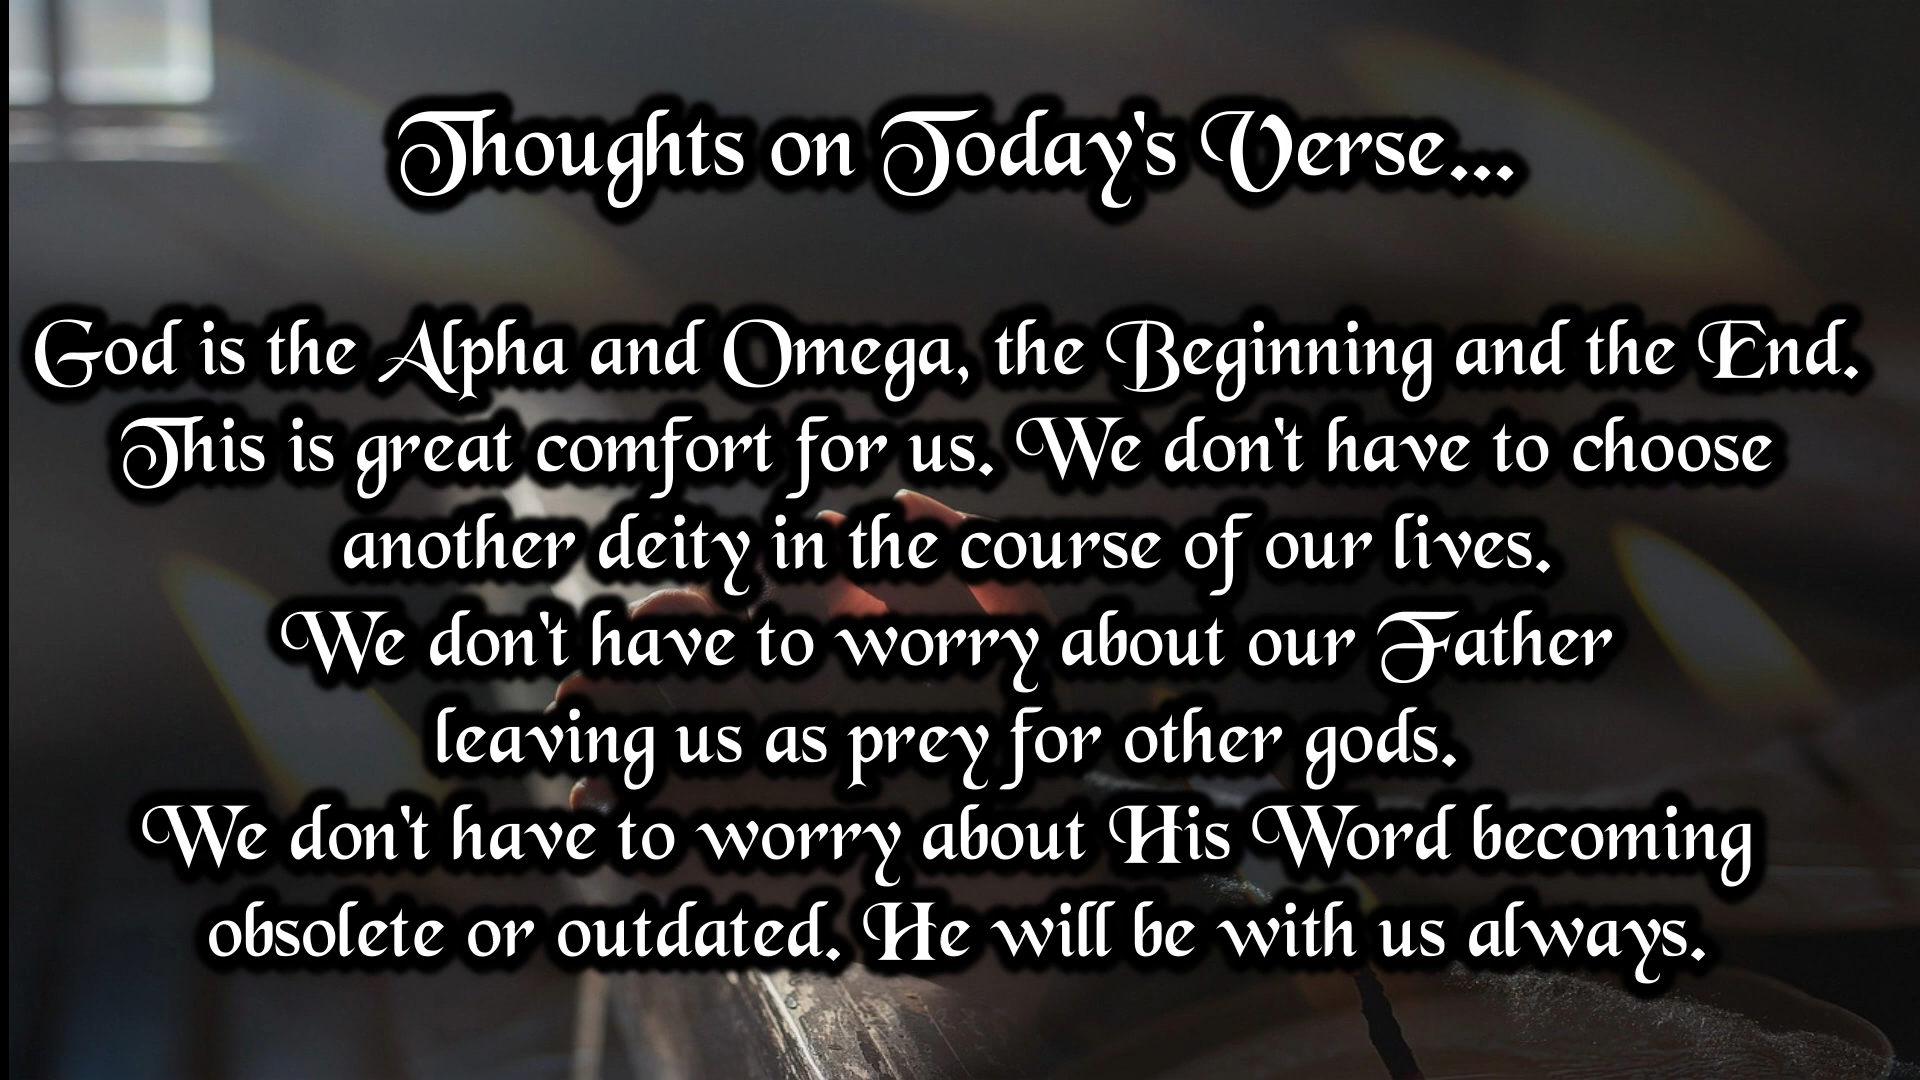 Thoughts on Today's Verse...
God is the Alpha and Omega, the Beginning and the End.
This is great comfort for us. We don't have to choose
another deity in the course of our lives.
We don't have to worry about our Father
leaving us as prey for other gods.
We don't have to worry about His Word becoming
obsolete or outdated. He will be with us always.